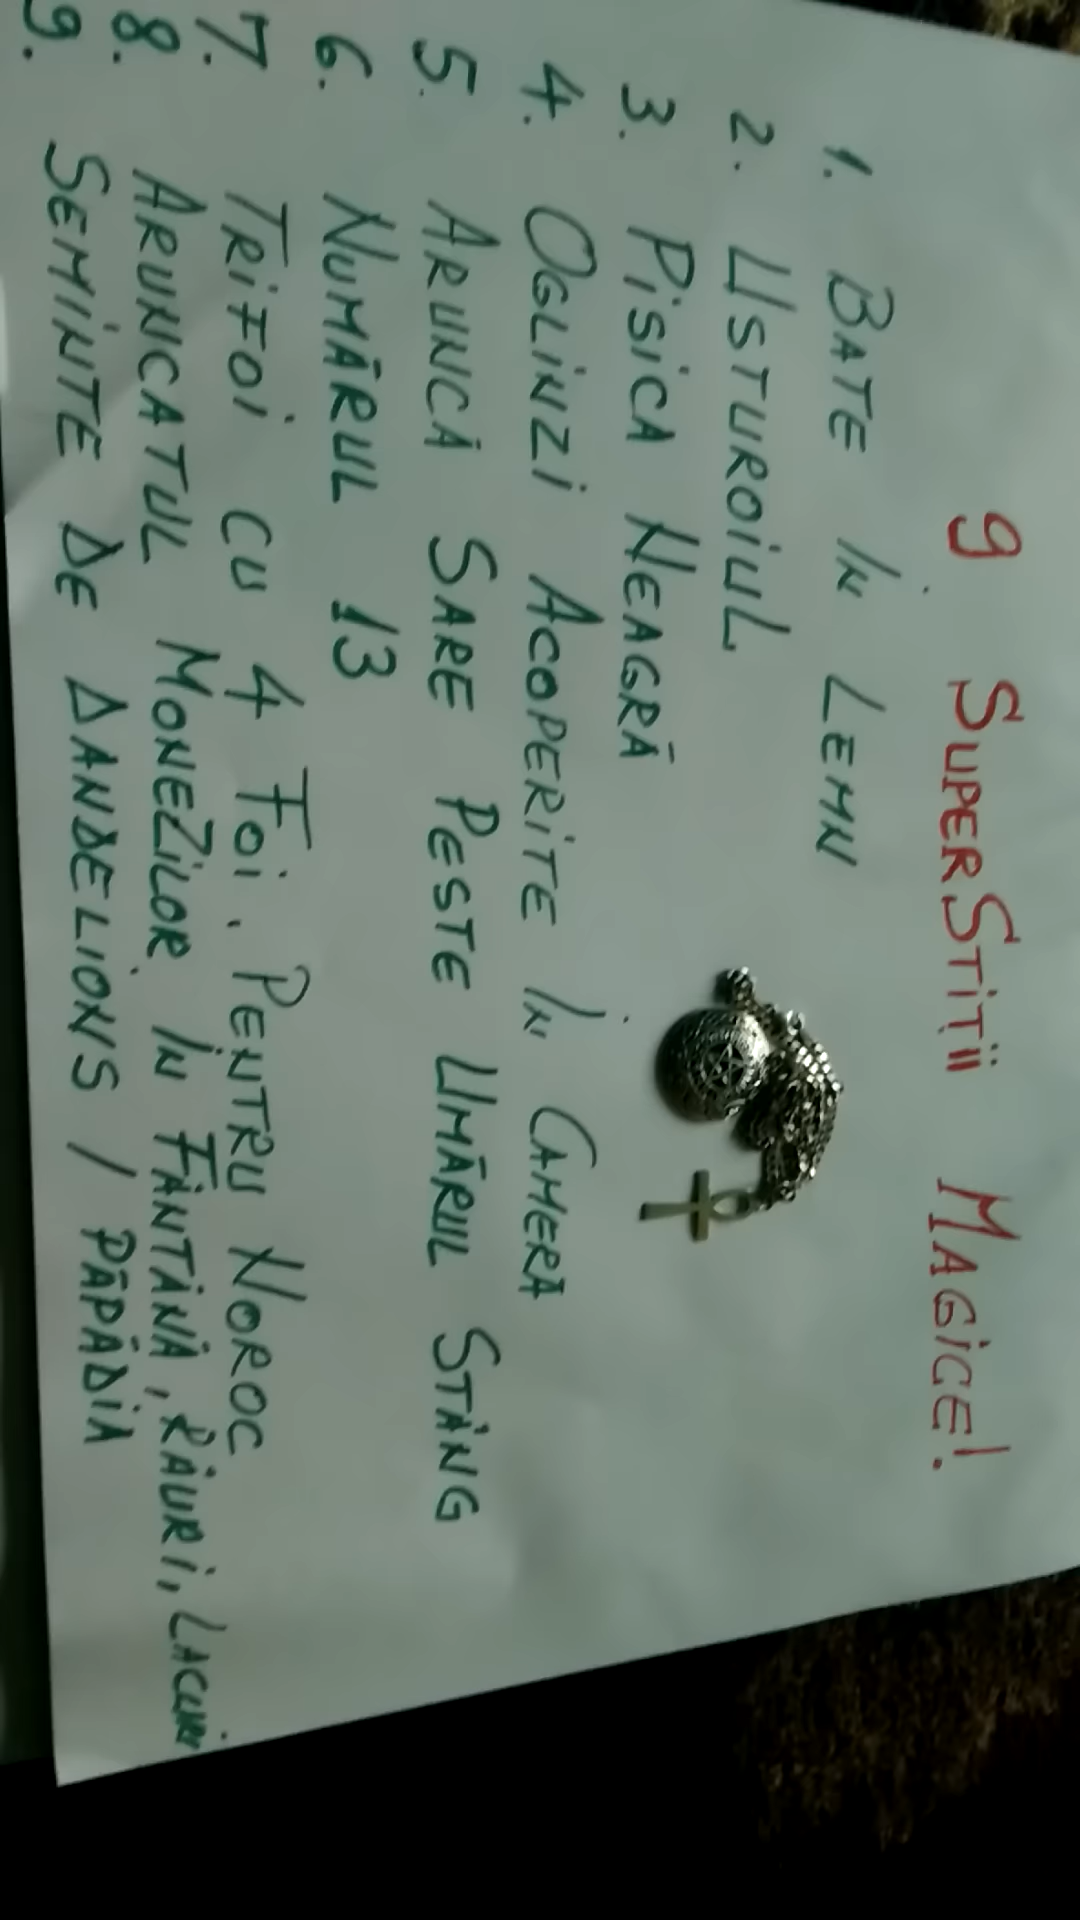 9 SUPERSTIȚII MAGICE!
1. BATE ÎN LEMN
2. USTUROIUL
3. PISICA NEAGRĂ
4. OGLINZI ACOPERITE ÎN CAMERĂ
5. ARUNCĂ SARE PESTE UMĂRUL STÂNG
6. NUMĂRUL 13
7. TRIFOI CU 4 FOI. PENTRU NOROC
8. ARUNCATUL MONEZILOR ÎN FÂNTÂNĂ, RÂURI, LACURI
9. SEMINTE DE DANDELIONS / PĂPĂDIA